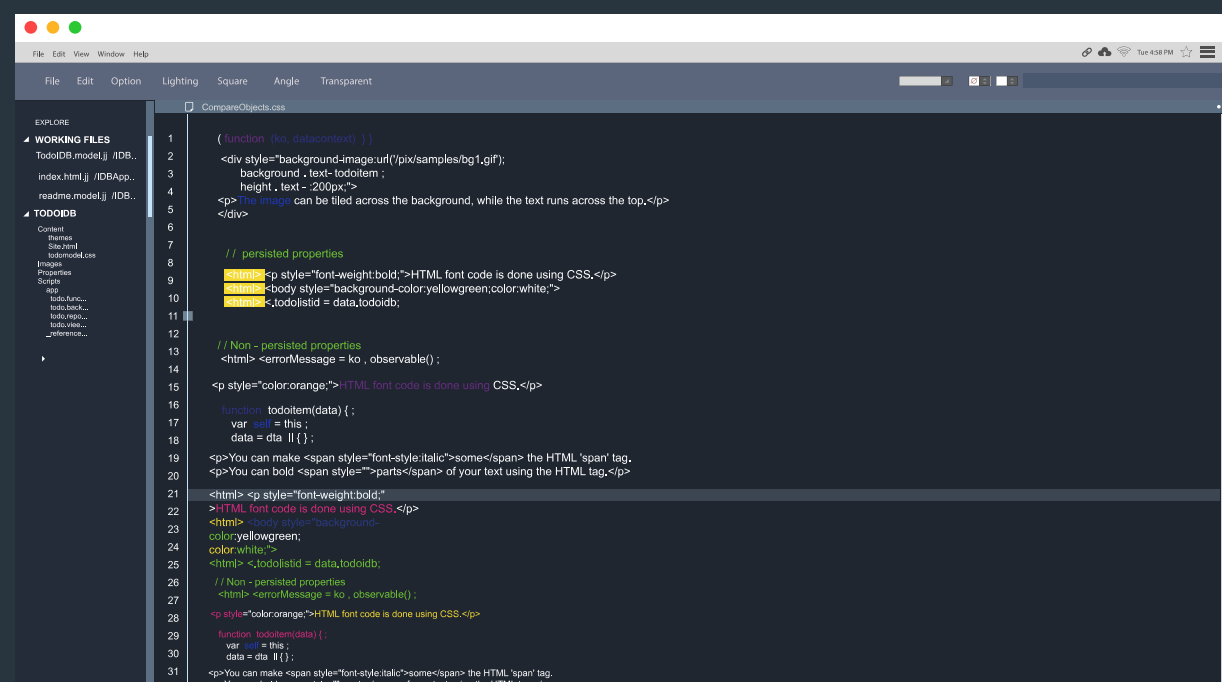 File Edit View Window Help
Tue 4:58 PM
File Edit Option Lighting Square Angle Transparent
CompareObjects.css
EXPLORE
WORKING FILES
TodoIDB.model.jj /IDB..
index.html.jj /IDBApp..
readme.model.jj /IDB..
TODOIDB
Content
themes
Site.html
todomodel.css
Images
Properties
Scripts
app
todo.func...
todo.back...
todo.repo...
todo.viee...
_reference...
1
2
3
4
5
6
7
8
9
10
11
12
13
14
15
16
17
18
19
20
21
22
23
24
25
26
27
28
29
30
31
( function (ko, datacontext) } ]
<div style="background-image:url('/pix/samples/bg1.gif');
background . text- todoitem ;
height . text - :200px;">
<p>The image can be tiled across the background, while the text runs across the top.</p>
</div>
// persisted properties
<html> <p style="font-weight:bold;">HTML font code is done using CSS.</p>
<html> <body style="background-color:yellowgreen;color:white;">
<html> <.todolistid = data.todoidb;
// Non - persisted properties
<html> <errorMessage = ko , observable() ;
<p style="color:orange;">HTML font code is done using CSS.</p>
function todoitem(data) { ;
var self = this ;
data = dta || { } ;
<p>You can make <span style="font-style:italic">some</span> the HTML 'span' tag.
<p>You can bold <span style="">parts</span> of your text using the HTML tag.</p>
<html> <p style="font-weight:bold;"
>HTML font code is done using CSS.</p>
<html> <body style="background-
color:yellowgreen;
color:white;">
<html> <.todolistid = data.todoidb;
// Non - persisted properties
<html> <errorMessage = ko , observable() ;
<p style="color:orange;">HTML font code is done using CSS.</p>
function todoitem(data) { ;
var self = this ;
data = dta || { } ;
<p>You can make <span style="font-style:italic">some</span> the HTML 'span' tag.